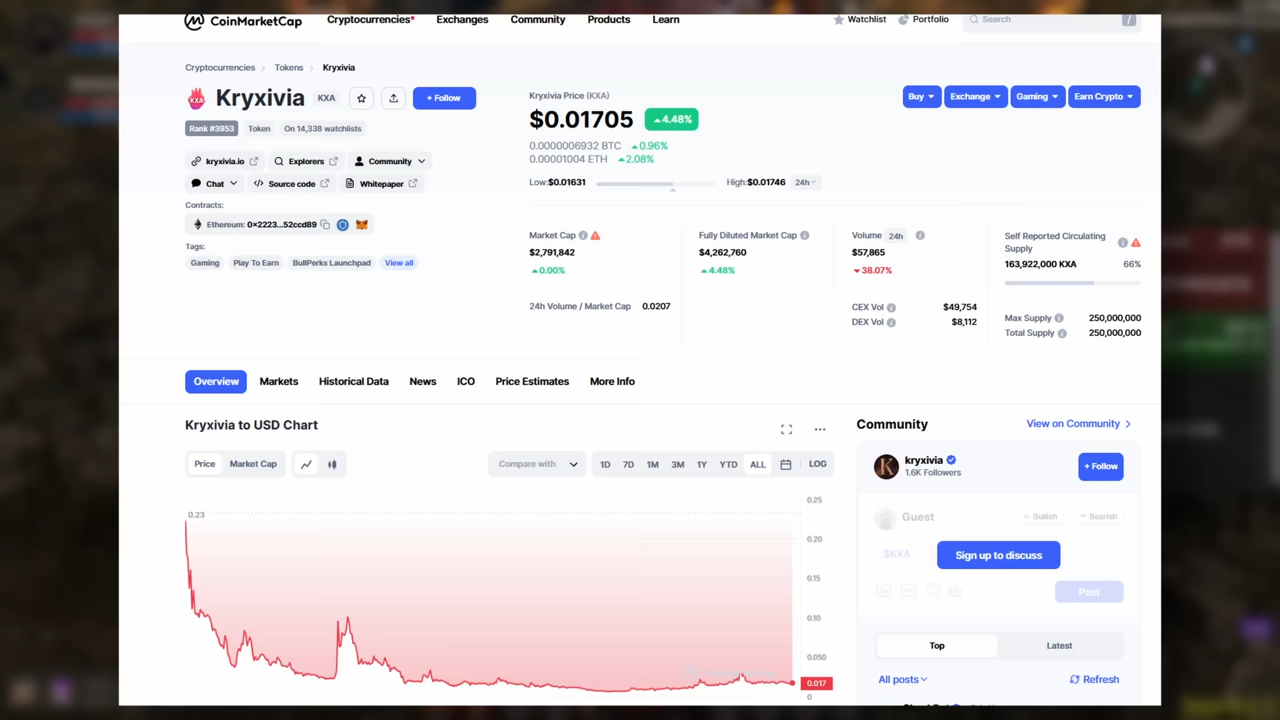 CoinMarketCap Cryptocurrencies Exchanges Community Products Learn Watchlist Portfolio Search /
Cryptocurrencies > Tokens > Kryxivia
KXA Kryxivia KXA + Follow
Rank #3953 Token On 14,338 watchlists
kryxivia.io Explorers Community
Chat Source code Whitepaper
Contracts:
Ethereum: 0x2223...52ccd89
Tags:
Gaming Play To Earn BullPerks Launchpad View all
Kryxivia Price (KXA)
$0.01705 4.48%
0.0000006932 BTC 0.96%
0.00001004 ETH 2.08%
Low:$0.01631 High:$0.01746 24h
Buy Exchange Gaming Earn Crypto
Market Cap
$2,791,842
0.00%
24h Volume / Market Cap 0.0207
Fully Diluted Market Cap
$4,262,760
4.48%
Volume 24h
$57,865
38.07%
CEX Vol $49,754
DEX Vol $8,112
Self Reported Circulating
Supply
163,922,000 KXA 66%
Max Supply 250,000,000
Total Supply 250,000,000
Overview Markets Historical Data News ICO Price Estimates More Info
Kryxivia to USD Chart
Price Market Cap Compare with 1D 7D 1M 3M 1Y YTD ALL LOG
0.23
0.25
0.20
0.15
0.10
0.050
0.017
0
Community View on Community >
kryxivia
1.6K Followers
+ Follow
Guest Bullish Bearish
$KXA
Sign up to discuss
Post
Top Latest
All posts Refresh